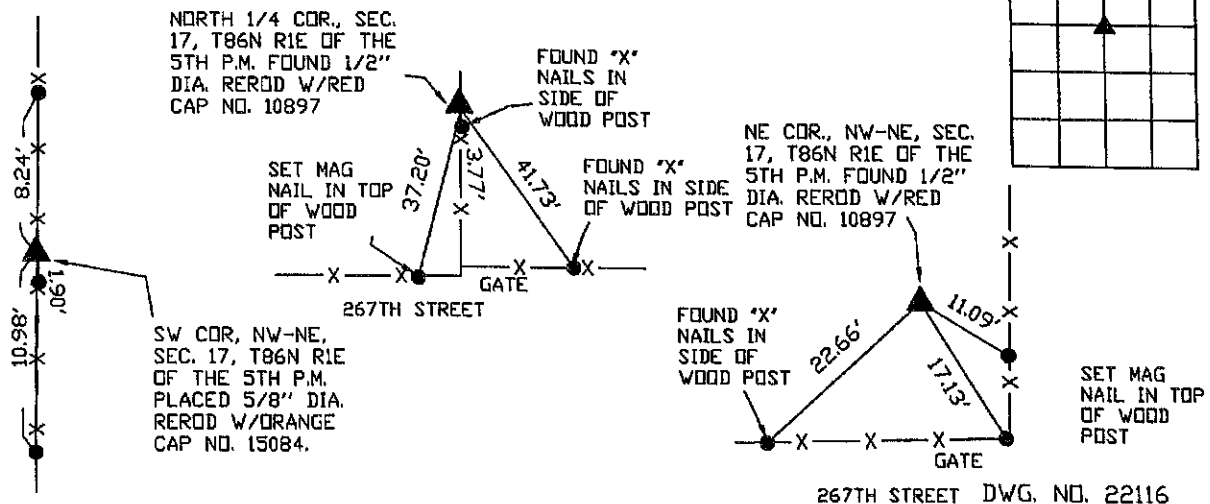 8.24'
1.90'
10.98'
SW COR, NW-NE,
SEC. 17, T86N R1E
OF THE 5TH P.M.
PLACED 5/8" DIA.
REROD W/ORANGE
CAP NO. 15084.
NORTH 1/4 COR., SEC.
17, T86N R1E OF THE
5TH P.M. FOUND 1/2"
DIA. REROD W/RED
CAP NO. 10897
FOUND "X"
NAILS IN
SIDE OF
WOOD POST
SET MAG
NAIL IN TOP
OF WOOD
POST
37.20'
3.77'
41.73'
FOUND "X"
NAILS IN SIDE
OF WOOD POST
GATE
267TH STREET
NE COR., NW-NE, SEC.
17, T86N R1E OF THE
5TH P.M. FOUND 1/2"
DIA. REROD W/RED
CAP NO. 10897
FOUND "X"
NAILS IN
SIDE OF
WOOD POST
22.66'
17.13'
11.09'
SET MAG
NAIL IN TOP
OF WOOD
POST
GATE
267TH STREET DWG. NO. 22116